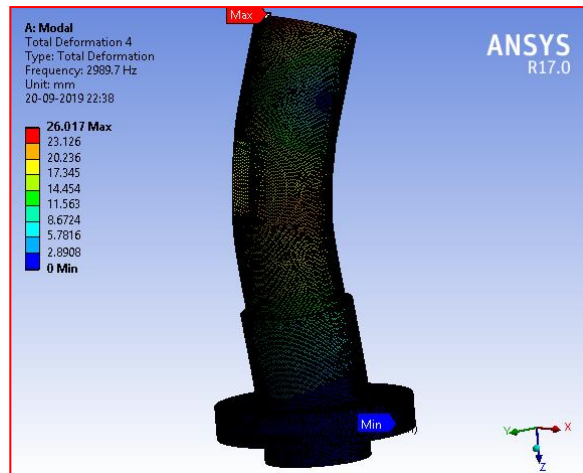 Max
A: Modal
Total Deformation 4
Type: Total Deformation
Frequency: 2989.7 Hz
Unit: mm
20-09-2019 22:38
ANSYS
R17.0
26.017 Max
23.126
20.236
17.345
14.454
11.563
8.6724
5.7816
2.8908
0 Min
Min
Y
X
Z